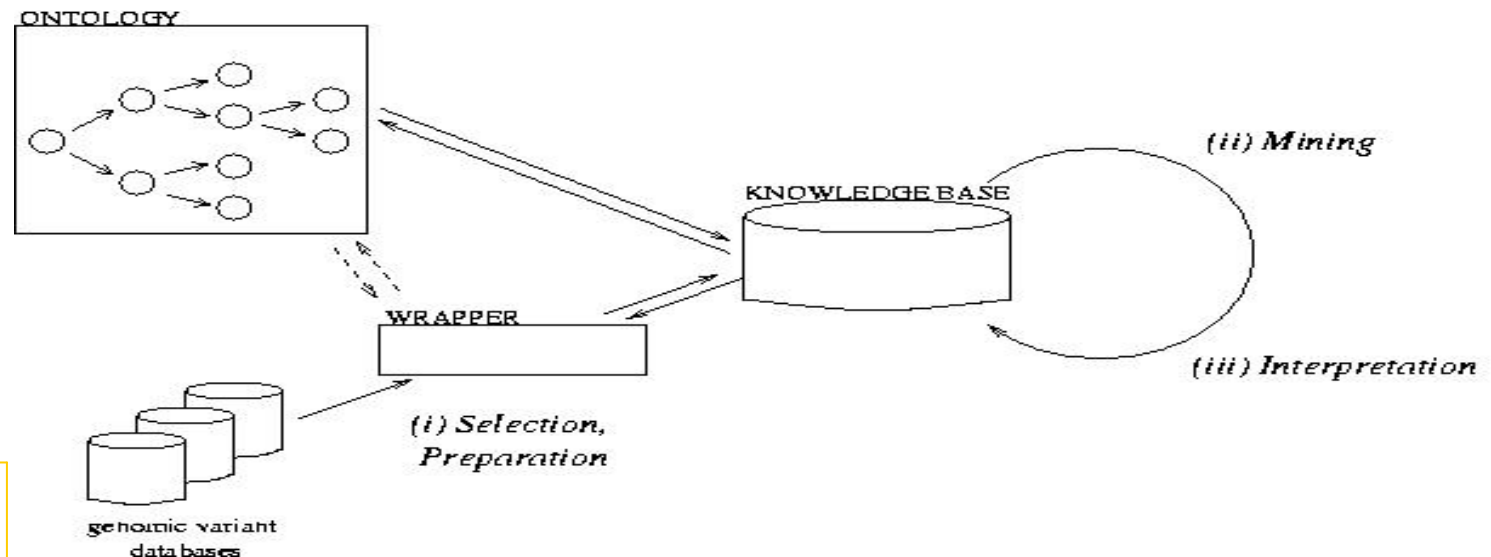 ONTOLOGY
(ii) Mining
KNOWLEDGE BASE
WRAPPER
(iii) Interpretation
(i) Selection,
Preparation
genomic variant
databases